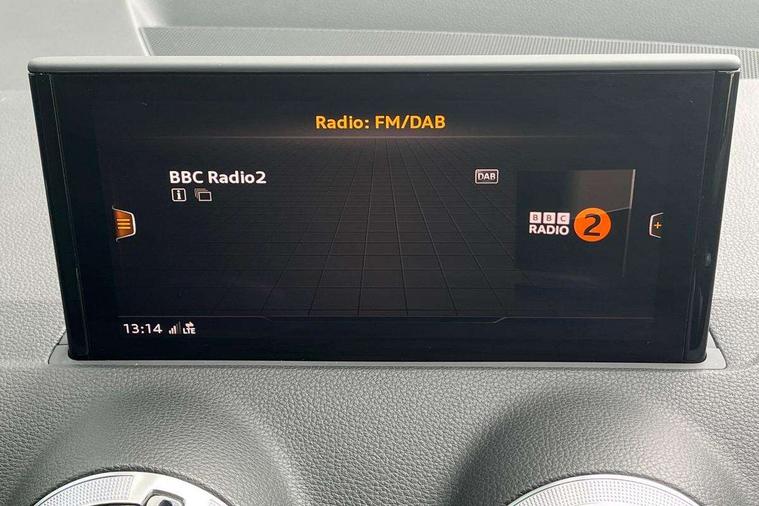 Radio: FM/DAB
BBC Radio2
DAB
i
BBC
RADIO 2
13:14 LTE